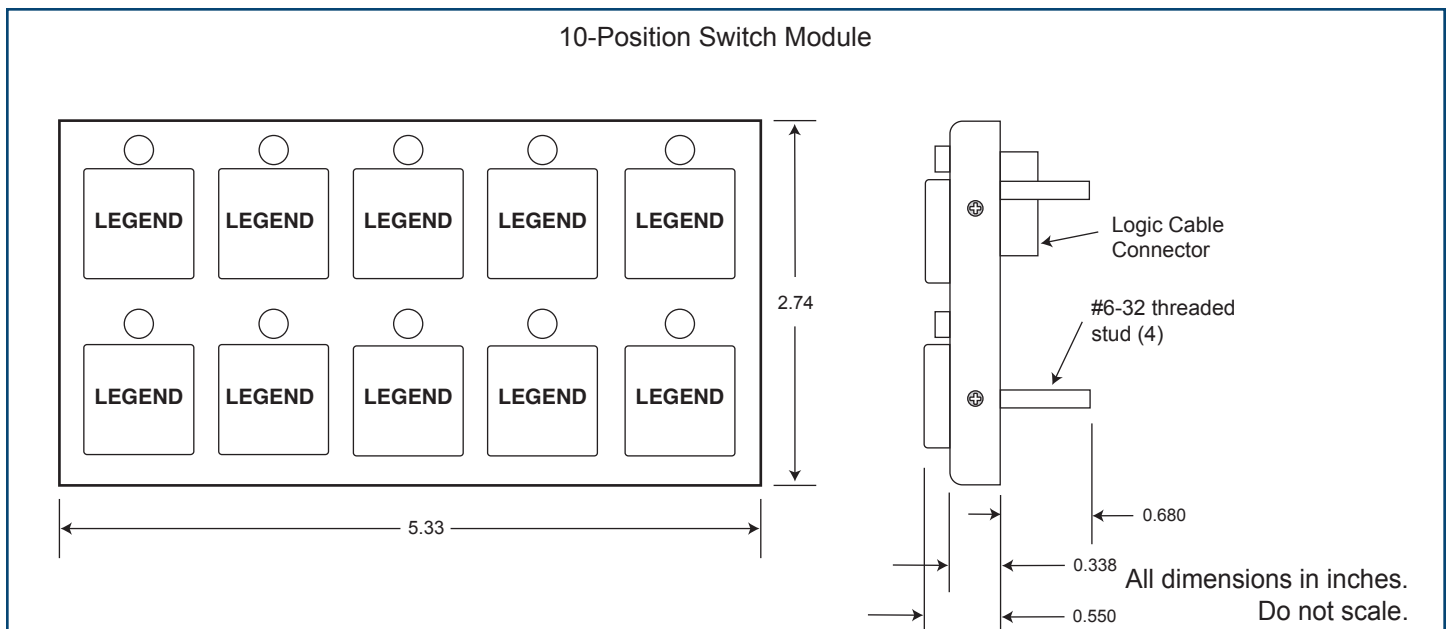 10-Position Switch Module
LEGEND LEGEND LEGEND LEGEND LEGEND
LEGEND LEGEND LEGEND LEGEND LEGEND
2.74
5.33
Logic Cable
Connector
#6-32 threaded
stud (4)
0.680
0.338
0.550
All dimensions in inches.
Do not scale.